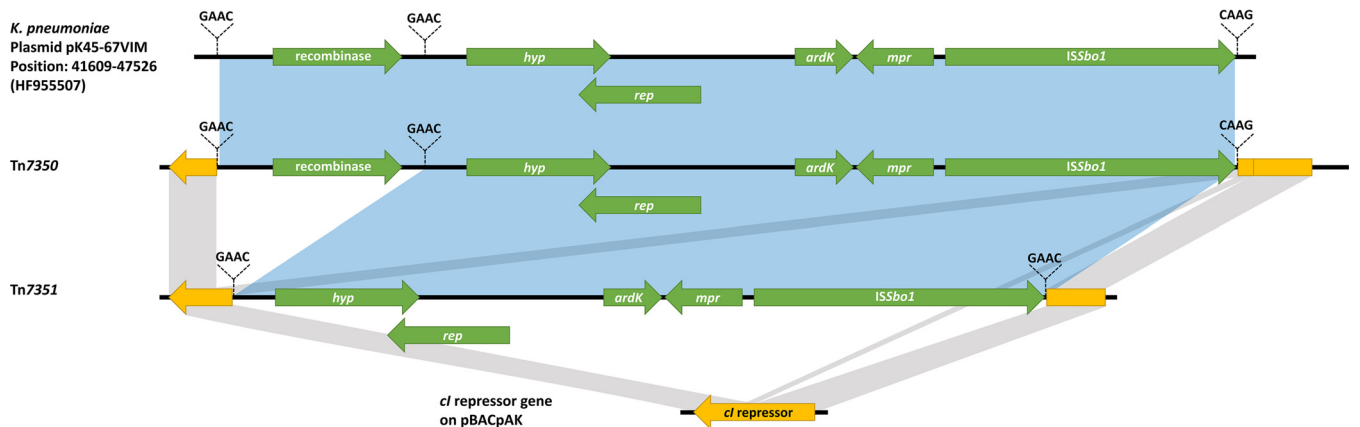 K. pneumoniae
Plasmid pK45-67VIM
Position: 41609-47526
(HF955507)
GAAC GAAC CAAG
recombinase hyp ardK mpr ISSbo1
rep
GAAC GAAC CAAG
Tn7350 recombinase hyp ardK mpr ISSbo1
rep
GAAC GAAC
Tn7351 hyp ardK mpr ISSbo1
rep
cI repressor gene
on pBACpAK
cI repressor